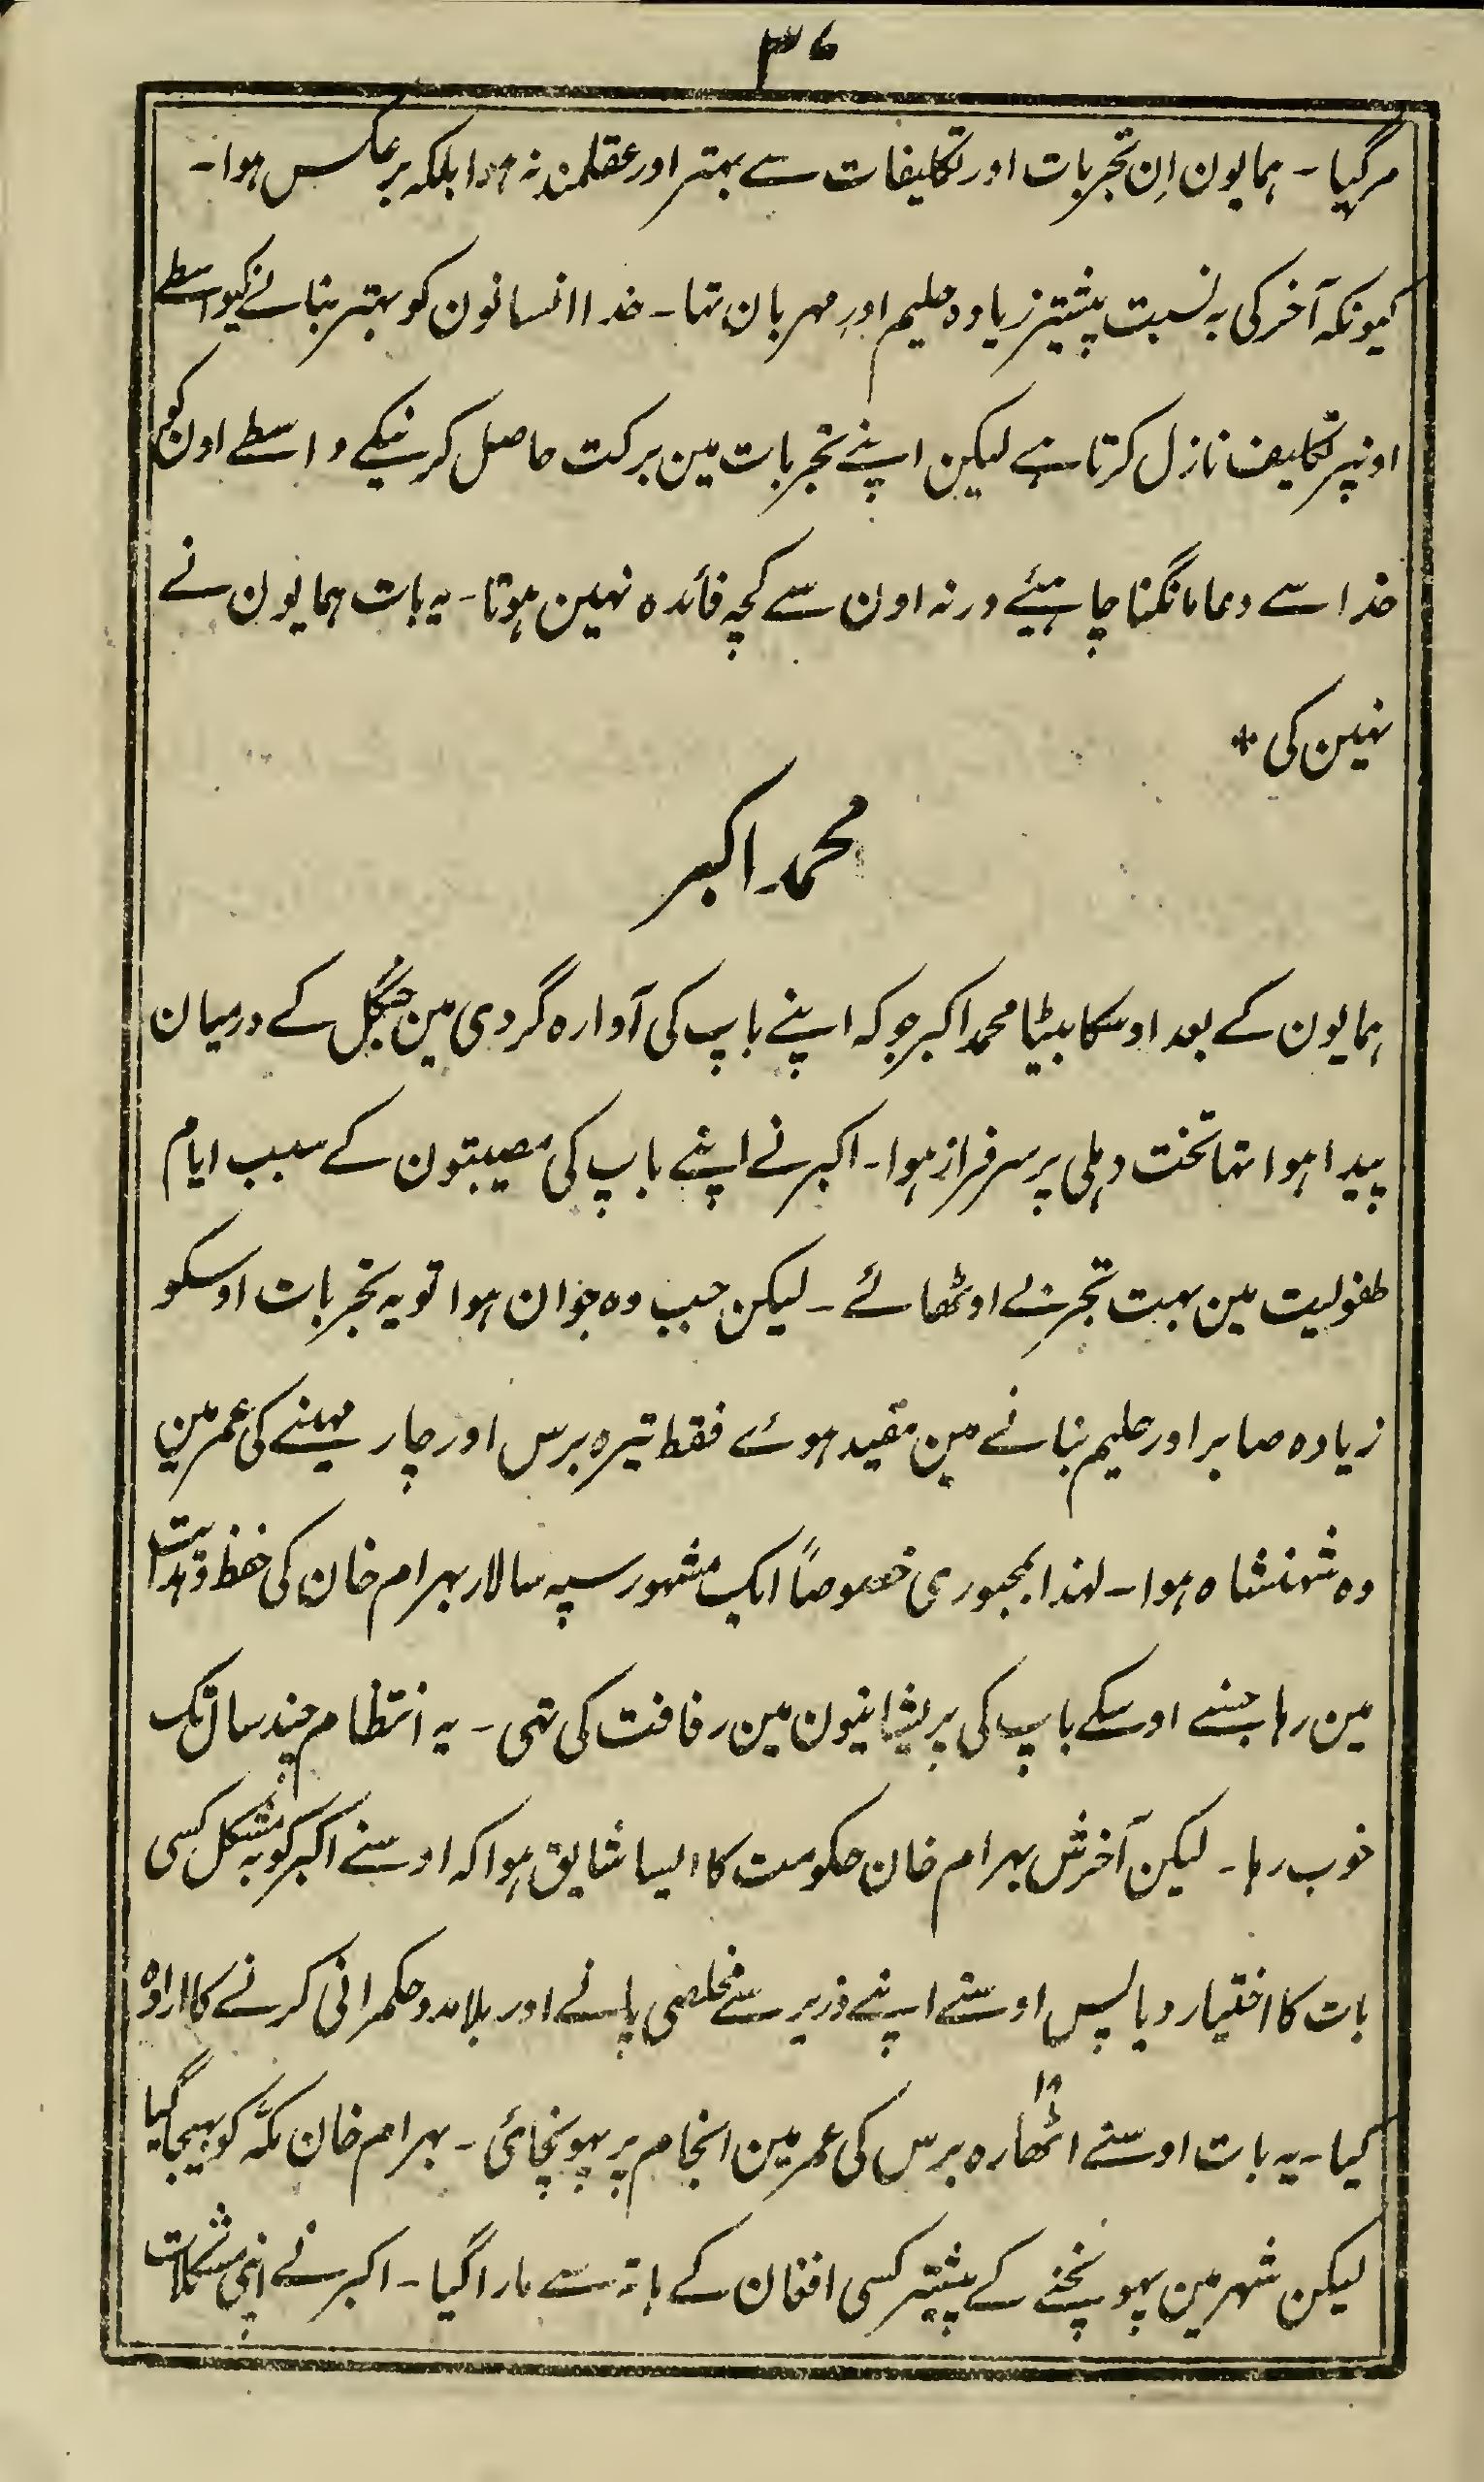 ۳۶
مرگیا ۔ ہمایون اِن تجربات اور تکلیفات سے بہتر اور عقلمند نہ ہوا بلکہ برعکس ہوا ۔
کیونکہ آخر کی بہ نسبت پیشتر زیادہ حلیم اور مہربان تہا ۔ خدا انسانون کو بہتر بنانے کیواسطے
اونپر تکلیف نازل کرتا ہے لیکن اپنے تجربات مین برکت حاصل کرنیکے واسطے اون کو
خدا سے دعا مانگنا چاہیئے ورنہ اون سے کچہ فائدہ نہین ہوتا ۔ یہ بات ہمایون نے
نہین کی *
محمد اکبر
ہمایون کے بعد اوسکا بیٹا محمد اکبر جو کہ اپنے باپ کی آوارہ گردی مین جنگل کے درمیان
پیدا ہوا تہا تخت دہلی پر سرفراز ہوا ۔ اکبر نے اپنے باپ کی مصیبتون کے سبب ایام
طفولیت مین بہت تجربے اوٹھائے ۔ لیکن جب وہ جوان ہوا تو یہ تجربات اوسکو
زیادہ صابر اور حلیم بنانے مین مفید ہوئے فقط تیرہ برس اور چار مہینے کی عمر مین
وہ شہنشاہ ہوا ۔ لہذا بمجبوری خصوصاً ایک مشہور سپہ سالار بہرام خان کی حفظ وہدایت
مین رہا جسنے اوسکے باپ کی پریشانیون مین رفاقت کی تہی ۔ یہ انتظام چند سال تک
خوب رہا ۔ لیکن آخرش بہرام خان حکومت کا ایسا شایق ہوا کہ اوسنے اکبر کو بہ مشکل کسی
بات کا اختیار دیا پس اوسنے اپنے وزیر سے مخلصی پانے اور بلا مدد حکمرانی کرنے کا ارادہ
کیا ۔ یہ بات اوسنے اٹھارہ ۱۸ برس کی عمر مین انجام پر پہونچائی ۔ بہرام خان مکّہ کو بہیجا گیا
لیکن شہر مین پہونچنے کے پیشتر کسی افغان کے ہاتہ سے مارا گیا ۔ اکبر نے اپنی مشکلات